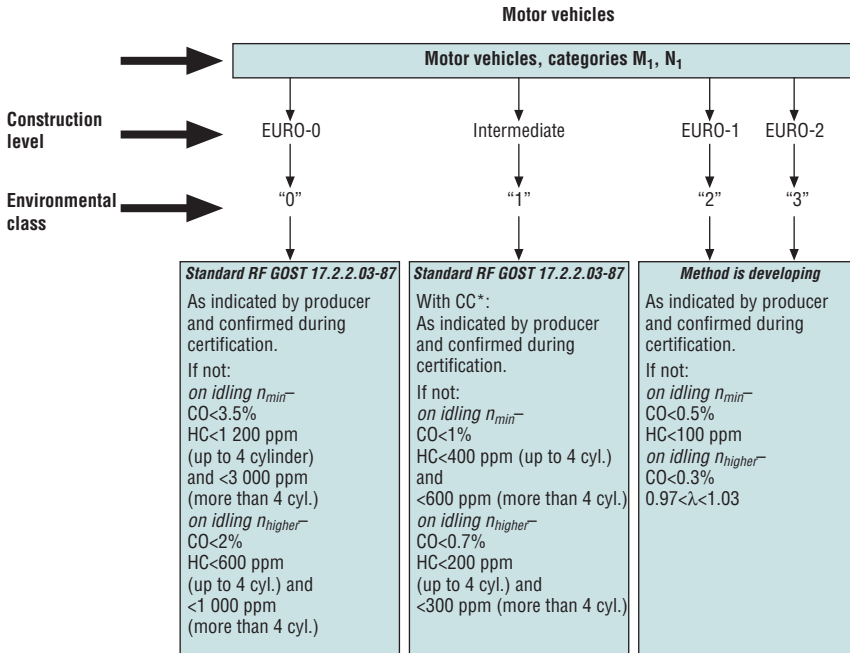 Motor vehicles
Motor vehicles, categories M₁, N₁
Construction
level
EURO-0 Intermediate EURO-1 EURO-2
Environmental
class
“0” “1” “2” “3”
Standard RF GOST 17.2.2.03-87
As indicated by producer
and confirmed during
certification.
If not:
on idling nmin–
CO<3.5%
HC<1 200 ppm
(up to 4 cylinder)
and <3 000 ppm
(more than 4 cyl.)
on idling nhigher–
CO<2%
HC<600 ppm
(up to 4 cyl.) and
<1 000 ppm
(more than 4 cyl.)
Standard RF GOST 17.2.2.03-87
With CC*:
As indicated by producer
and confirmed during
certification.
If not:
on idling nmin–
CO<1%
HC<400 ppm (up to 4 cyl.)
and
<600 ppm (more than 4 cyl.)
on idling nhigher–
CO<0.7%
HC<200 ppm
(up to 4 cyl.) and
<300 ppm (more than 4 cyl.)
Method is developing
As indicated by producer
and confirmed during
certification.
If not:
on idling nmin–
CO<0.5%
HC<100 ppm
on idling nhigher–
CO<0.3%
0.97<λ<1.03